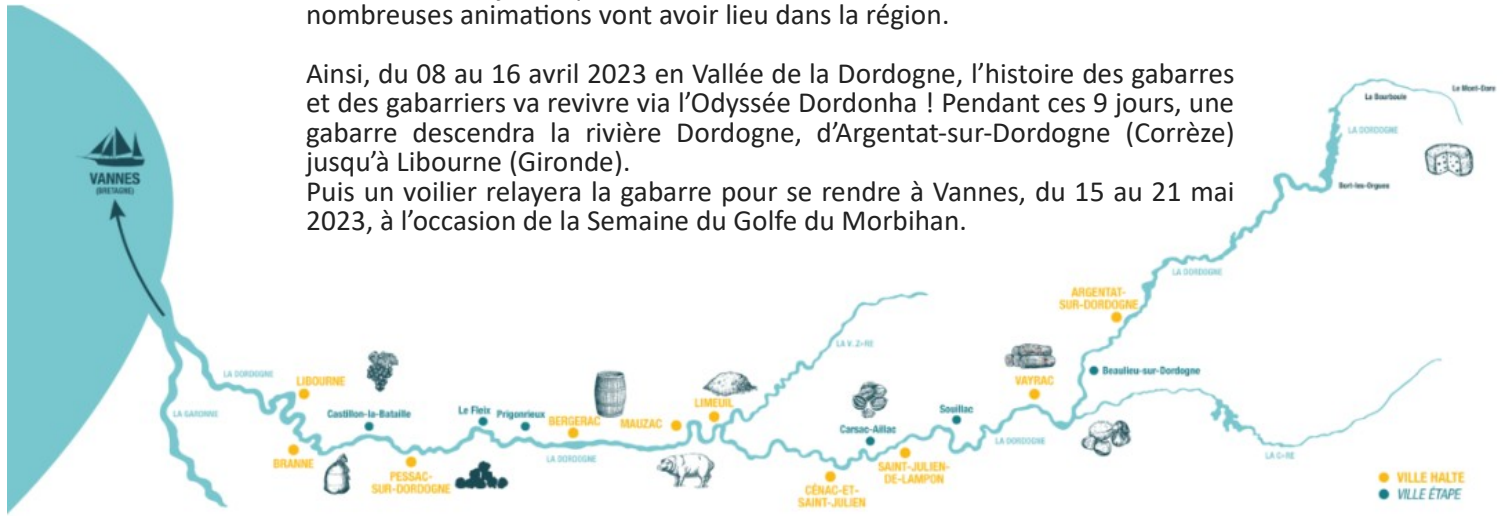 nombreuses animations vont avoir lieu dans la région.
Ainsi, du 08 au 16 avril 2023 en Vallée de la Dordogne, l’histoire des gabarres
et des gabarriers va revivre via l’Odyssée Dordonha ! Pendant ces 9 jours, une
gabarre descendra la rivière Dordogne, d’Argentat-sur-Dordogne (Corrèze)
jusqu’à Libourne (Gironde).
Puis un voilier relayera la gabarre pour se rendre à Vannes, du 15 au 21 mai
2023, à l’occasion de la Semaine du Golfe du Morbihan.
VANNES
(BRETAGNE)
Le Mont-Dore
La Bourboule
LA DORDOGNE
Bort-les-Orgues
LA DORDOGNE
ARGENTAT-
SUR-DORDOGNE
Beaulieu-sur-Dordogne
VAYRAC
LA DORDOGNE
Souillac
SAINT-JULIEN-
DE-LAMPON
Carsac-Aillac
CÉNAC-ET-
SAINT-JULIEN
LIMEUIL
MAUZAC
BERGERAC
LA DORDOGNE
Prigonrieux
Le Fleix
PESSAC-
SUR-DORDOGNE
Castillon-la-Bataille
BRANNE
LIBOURNE
LA DORDOGNE
LA GARONNE
VILLE HALTE
VILLE ÉTAPE